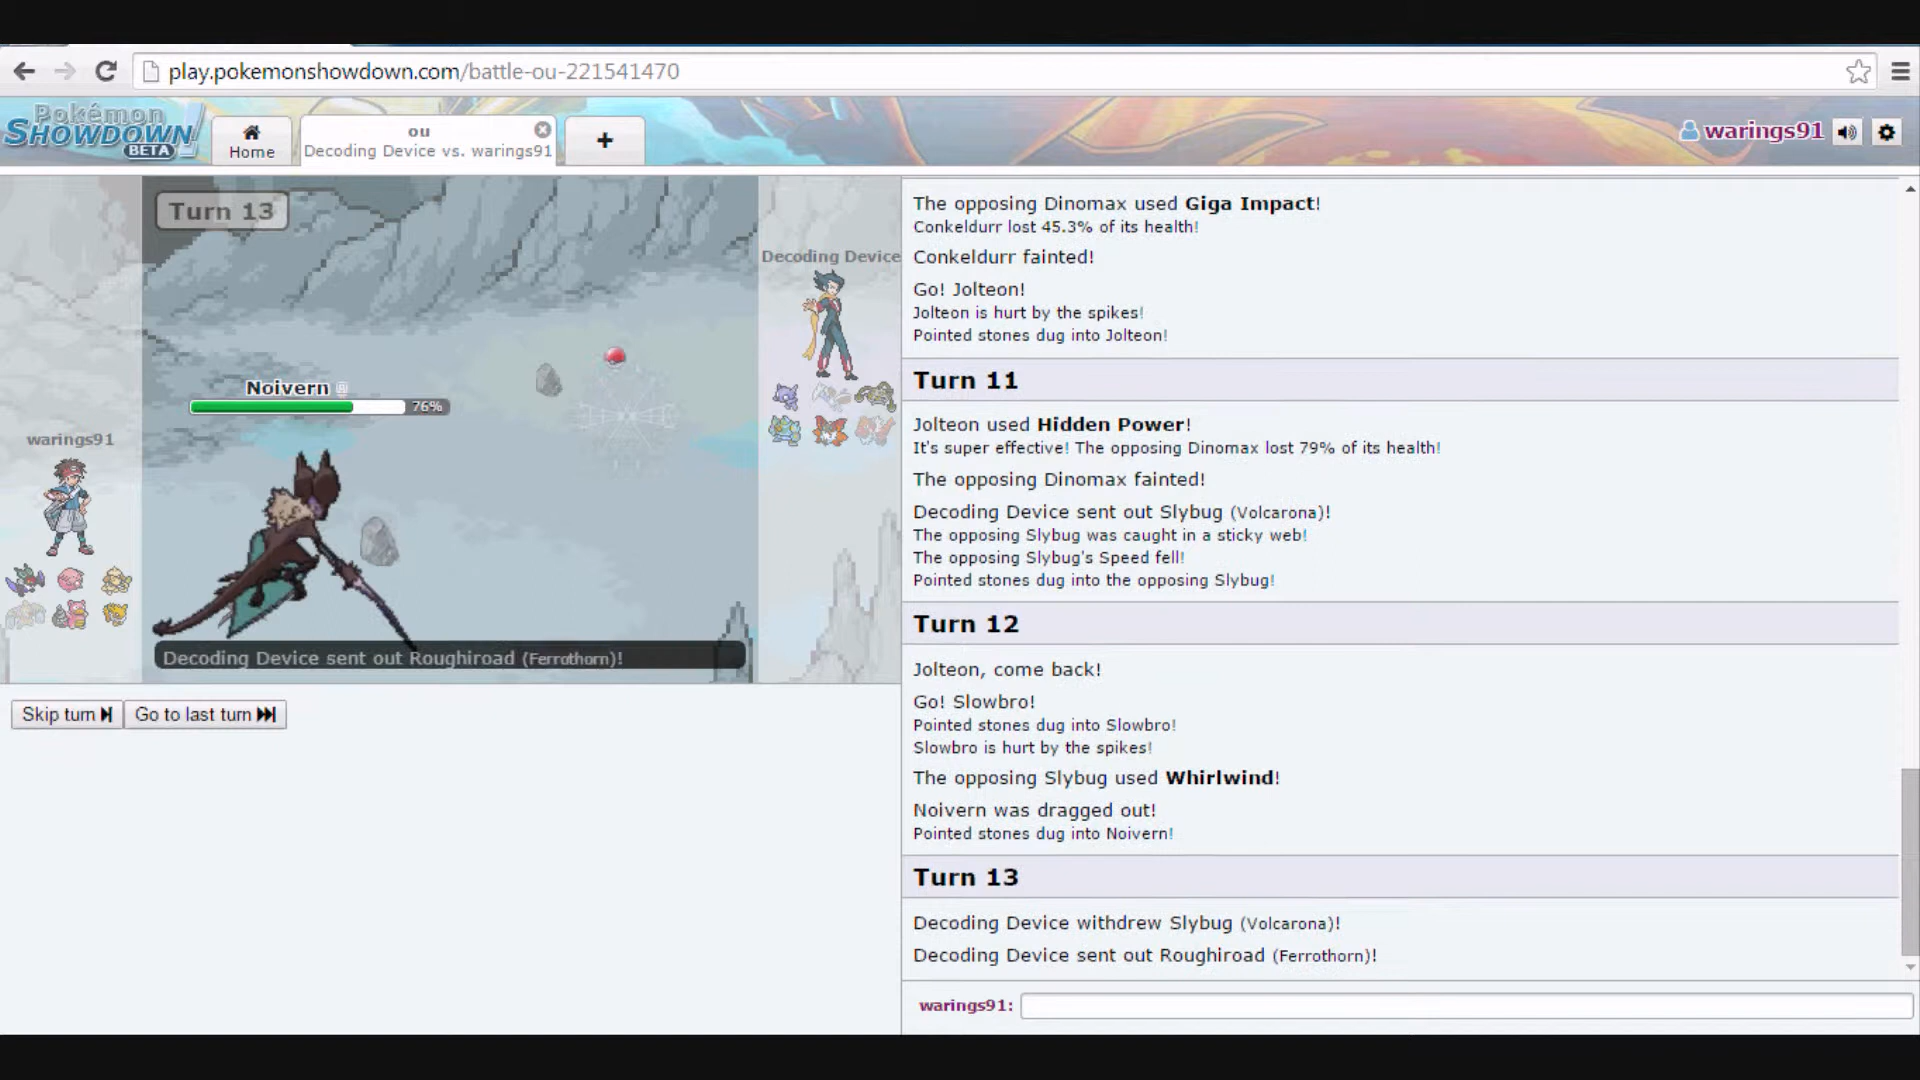 play.pokemonshowdown.com/battle-ou-221541470
Pokémon
SHOWDOWN!
BETA
Home
ou
Decoding Device vs. warings91
+
warings91
Turn 13
Decoding Device
Noivern
76%
warings91
Decoding Device sent out Roughiroad (Ferrothorn)!
Skip turn
Go to last turn
The opposing Dinomax used Giga Impact!
Conkeldurr lost 45.3% of its health!
Conkeldurr fainted!
Go! Jolteon!
Jolteon is hurt by the spikes!
Pointed stones dug into Jolteon!
Turn 11
Jolteon used Hidden Power!
It's super effective! The opposing Dinomax lost 79% of its health!
The opposing Dinomax fainted!
Decoding Device sent out Slybug (Volcarona)!
The opposing Slybug was caught in a sticky web!
The opposing Slybug's Speed fell!
Pointed stones dug into the opposing Slybug!
Turn 12
Jolteon, come back!
Go! Slowbro!
Pointed stones dug into Slowbro!
Slowbro is hurt by the spikes!
The opposing Slybug used Whirlwind!
Noivern was dragged out!
Pointed stones dug into Noivern!
Turn 13
Decoding Device withdrew Slybug (Volcarona)!
Decoding Device sent out Roughiroad (Ferrothorn)!
warings91: